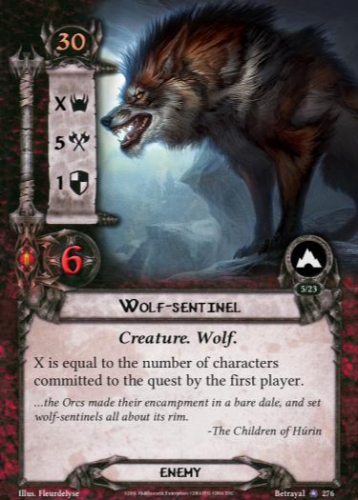 30
X
5
1
6
5/23
WOLF-SENTINEL
Creature. Wolf.
X is equal to the number of characters
committed to the quest by the first player.
...the Orcs made their encampment in a bare dale, and set
wolf-sentinels all about its rim.
-The Children of Húrin
ENEMY
Illus. Fleurdelyse
Betrayal 276